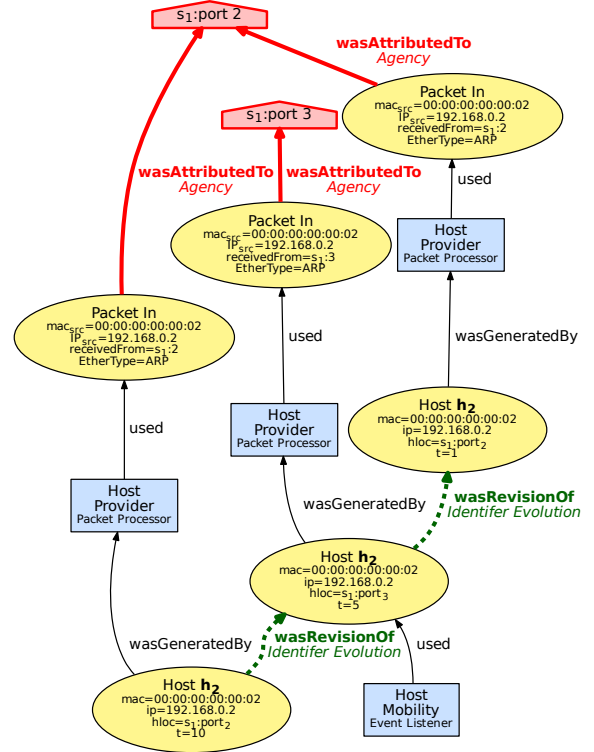 s1:port 2
wasAttributedTo
Agency
Packet In
macsrc=00:00:00:00:00:02
IPsrc=192.168.0.2
receivedFrom=s1:2
EtherType=ARP
s1:port 3
wasAttributedTo
Agency
wasAttributedTo
Agency
used
Packet In
macsrc=00:00:00:00:00:02
IPsrc=192.168.0.2
receivedFrom=s1:3
EtherType=ARP
Host
Provider
Packet Processor
Packet In
macsrc=00:00:00:00:00:02
IPsrc=192.168.0.2
receivedFrom=s1:2
EtherType=ARP
used
wasGeneratedBy
used
Host
Provider
Packet Processor
Host h2
mac=00:00:00:00:00:02
ip=192.168.0.2
hloc=s1:port2
t=1
Host
Provider
Packet Processor
wasGeneratedBy
wasRevisionOf
Identifer Evolution
Host h2
mac=00:00:00:00:00:02
ip=192.168.0.2
hloc=s1:port3
t=5
wasGeneratedBy
wasRevisionOf
Identifer Evolution
used
Host h2
mac=00:00:00:00:00:02
ip=192.168.0.2
hloc=s1:port2
t=10
Host
Mobility
Event Listener